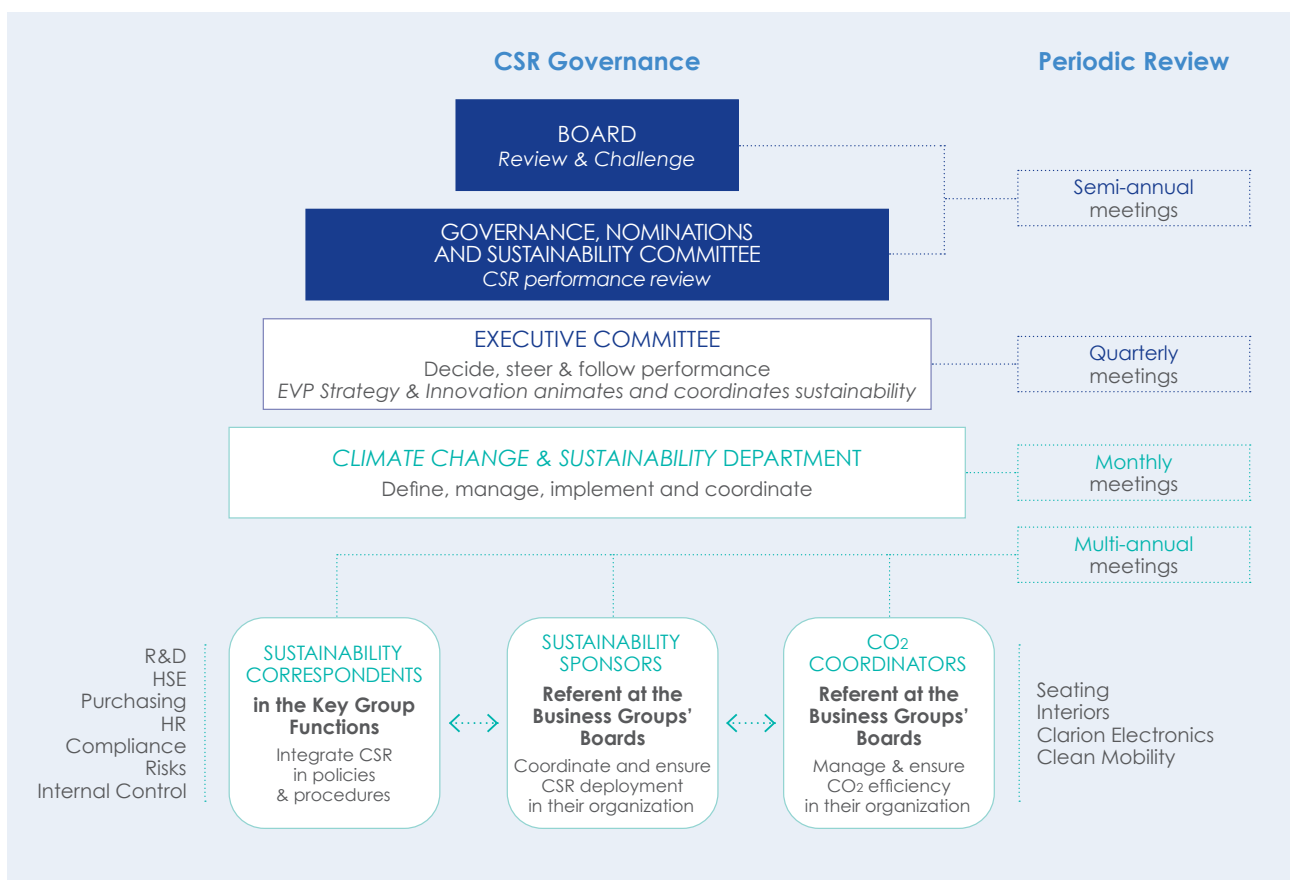 CSR Governance
Periodic Review
BOARD
Review & Challenge
Semi-annual
meetings
GOVERNANCE, NOMINATIONS
AND SUSTAINABILITY COMMITTEE
CSR performance review
EXECUTIVE COMMITTEE
Decide, steer & follow performance
EVP Strategy & Innovation animates and coordinates sustainability
Quarterly
meetings
CLIMATE CHANGE & SUSTAINABILITY DEPARTMENT
Define, manage, implement and coordinate
Monthly
meetings
Multi-annual
meetings
R&D
HSE
Purchasing
HR
Compliance
Risks
Internal Control
SUSTAINABILITY
CORRESPONDENTS
in the Key Group
Functions
Integrate CSR
in policies
& procedures
SUSTAINABILITY
SPONSORS
Referent at the
Business Groups’
Boards
Coordinate and ensure
CSR deployment
in their organization
CO2
COORDINATORS
Referent at the
Business Groups’
Boards
Manage & ensure
CO2 efficiency
in their organization
Seating
Interiors
Clarion Electronics
Clean Mobility